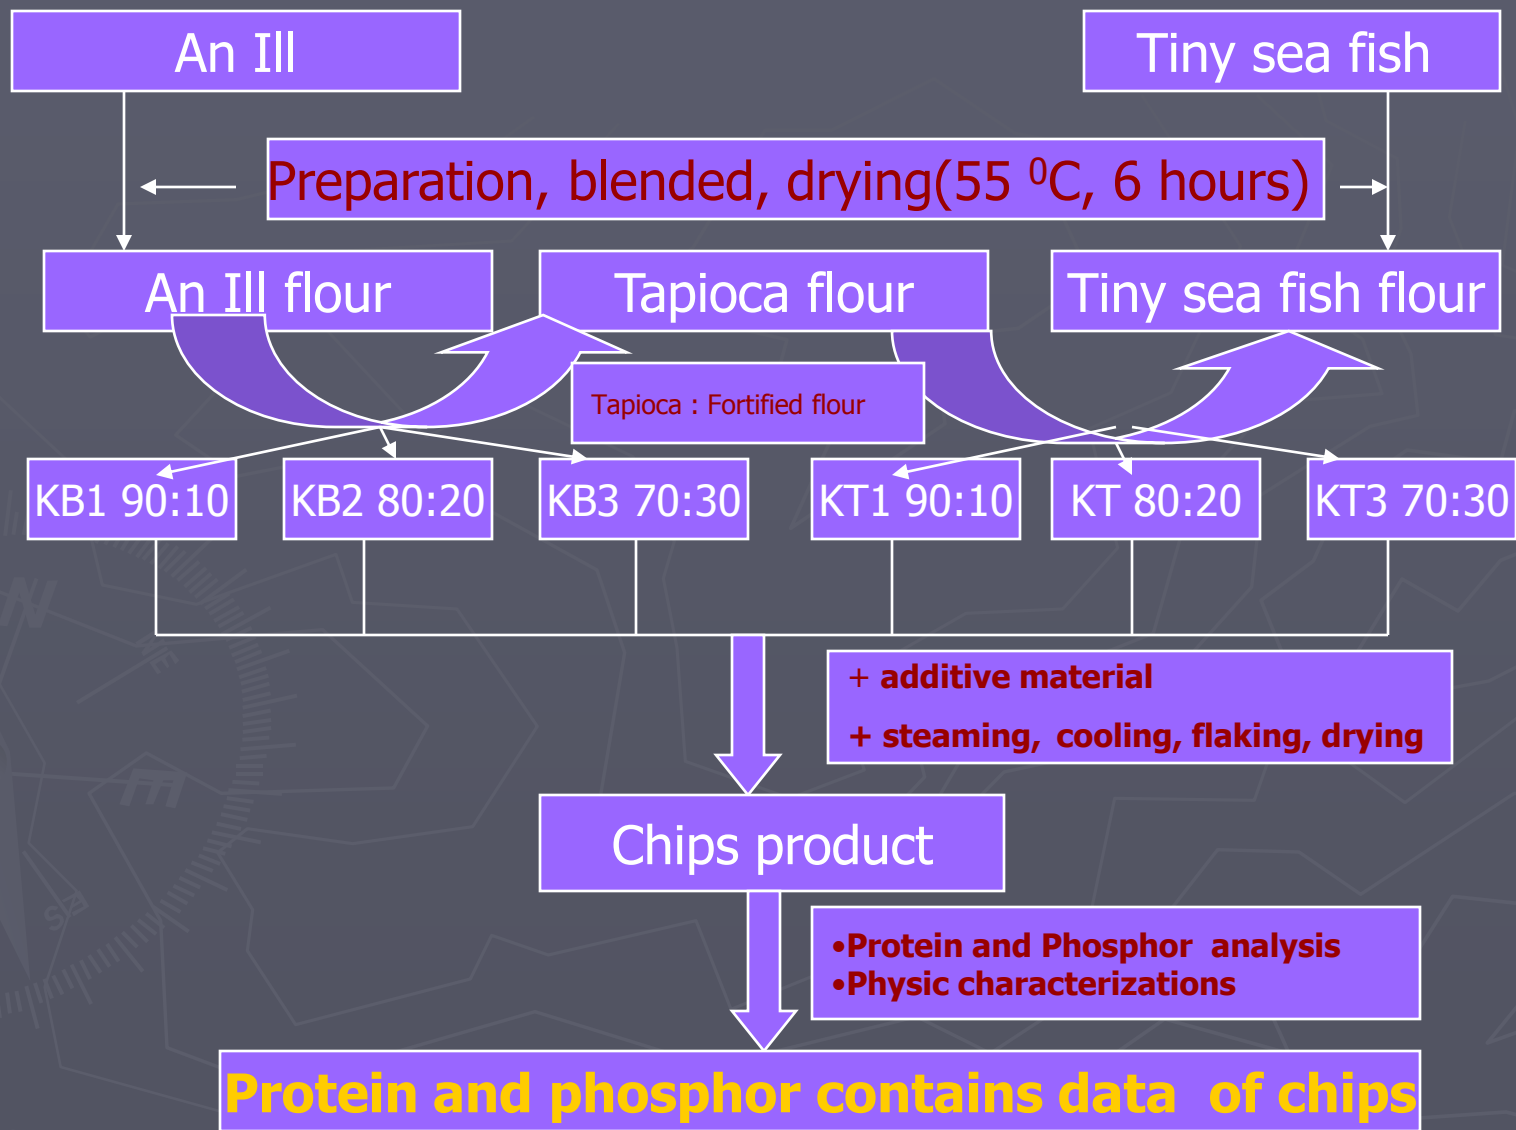 An Ill
Tiny sea fish
Preparation, blended, drying(55 ⁰C, 6 hours)
An Ill flour
Tapioca flour
Tiny sea fish flour
Tapioca : Fortified flour
KB1 90:10
KB2 80:20
KB3 70:30
KT1 90:10
KT 80:20
KT3 70:30
+ additive material
+ steaming, cooling, flaking, drying
Chips product
•Protein and Phosphor analysis
•Physic characterizations
Protein and phosphor contains data of chips
N
NE
E
ES